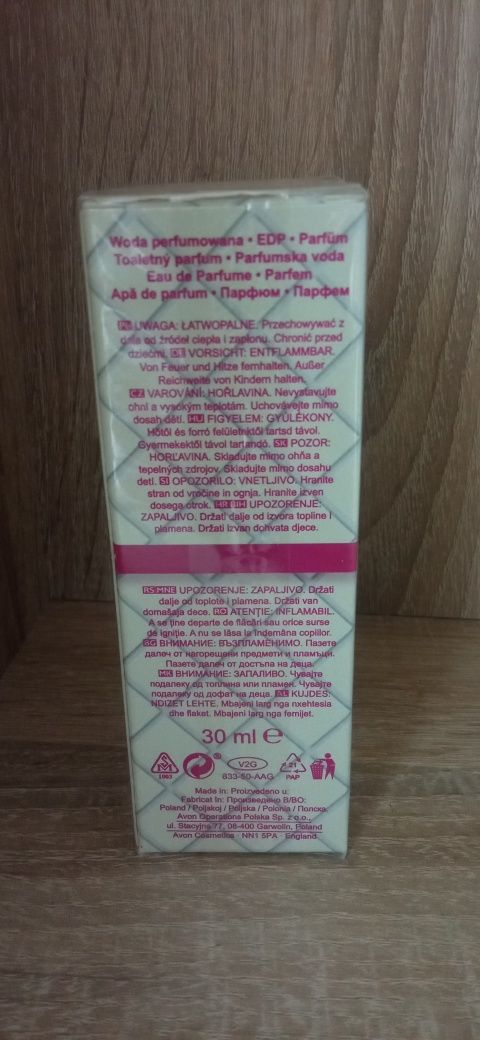 Woda perfumowana • EDP • Parfüm
Toaletný parfum • Parfumska voda
Eau de Parfume • Parfem
Apă de parfum • Парфюм • Парфем
PL UWAGA: ŁATWOPALNE. Przechowywać z
dala od źródeł ciepła i zapłonu. Chronić przed
dziećmi. DE VORSICHT: ENTFLAMMBAR.
Von Feuer und Hitze fernhalten. Außer
Reichweite von Kindern halten.
CZ VAROVÁNÍ: HOŘLAVINA. Nevystavujte
ohni a vysokým teplotám. Uchovávejte mimo
dosah dětí. HU FIGYELEM: GYÚLÉKONY.
Hőtől és forró felületektől tartsd távol.
Gyermekektől távol tartandó. SK POZOR:
HORĽAVINA. Skladujte mimo ohňa a
tepelných zdrojov. Skladujte mimo dosahu
detí. SI OPOZORILO: VNETLJIVO. Hranite
stran od vročine in ognja. Hranite izven
dosega otrok. HR BIH UPOZORENJE:
ZAPALJIVO. Držati dalje od izvora topline i
plamena. Držati izvan dohvata djece.
RS MNE UPOZORENJE: ZAPALJIVO. Držati
dalje od toplote i plamena. Držati van
domašaja dece. RO ATENȚIE: INFLAMABIL.
A se ține departe de flăcări sau orice surse
de igniție. A nu se lăsa la îndemâna copiilor.
BG ВНИМАНИЕ: ВЪЗПЛАМЕНИМО. Пазете
далеч от нагорещени предмети и пламъци.
Пазете далеч от достъпа на деца.
MK ВНИМАНИЕ: ЗАПАЛИВО. Чувајте
подалеку од топлина или пламен. Чувајте
подалеку од дофат на деца. AL KUJDES:
NDIZET LEHTE. Mbajeni larg nga nxehtesia
dhe flaket. Mbajeni larg nga femijet.
30 ml e
1003
V2G
833-50-AAG
21
PAP
Made in: Proizvedeno u:
Fabricat în: Произведено В/ВО:
Poland / Poljskoj / Poljska / Polonia / Полска
Avon Operations Polska Sp. z o.o.,
ul. Stacyjna 77, 08-400 Garwolin, Poland
Avon Cosmetics · NN1 5PA · England